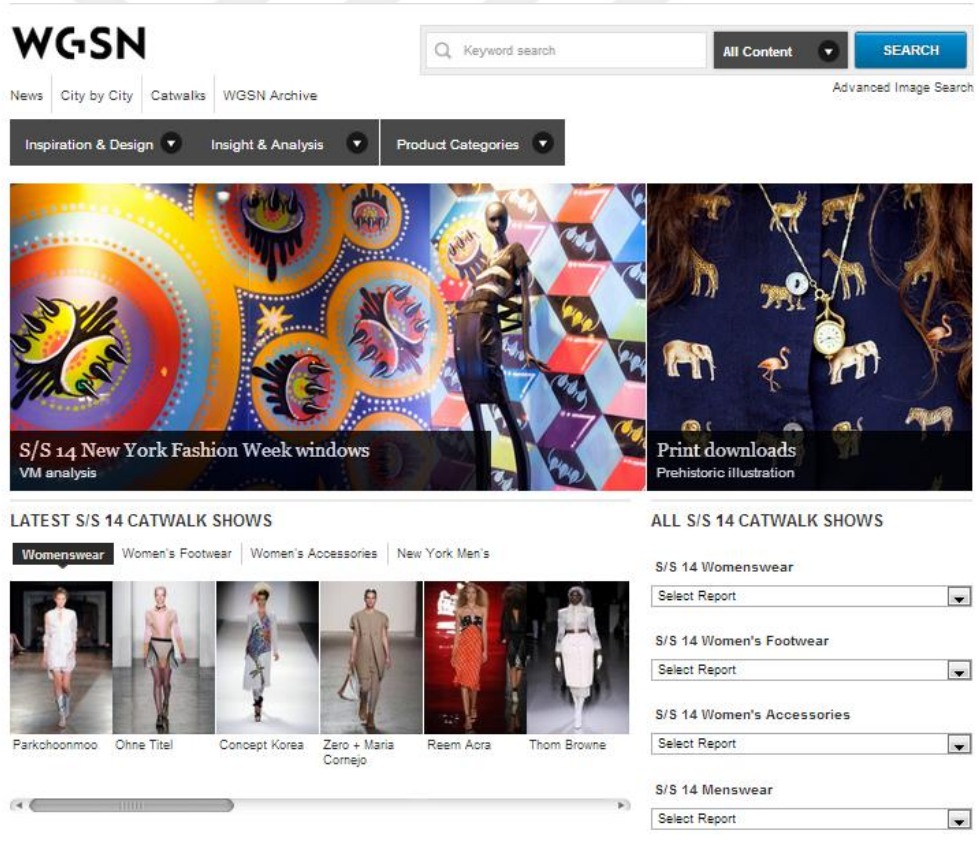 WGSN
Keyword search
All Content
SEARCH
Advanced Image Search
News
City by City
Catwalks
WGSN Archive
Inspiration & Design
Insight & Analysis
Product Categories
S/S 14 New York Fashion Week windows
VM analysis
Print downloads
Prehistoric illustration
LATEST S/S 14 CATWALK SHOWS
Womenswear
Women's Footwear
Women's Accessories
New York Men's
Parkchoonmoo
Ohne Titel
Concept Korea
Zero + Maria
Cornejo
Reem Acra
Thom Browne
ALL S/S 14 CATWALK SHOWS
S/S 14 Womenswear
Select Report
S/S 14 Women's Footwear
Select Report
S/S 14 Women's Accessories
Select Report
S/S 14 Menswear
Select Report